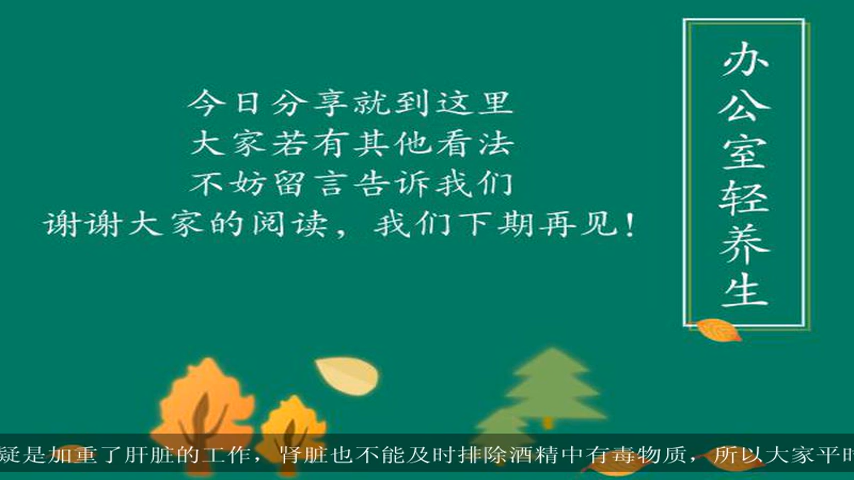 今日分享就到这里
大家若有其他看法
不妨留言告诉我们
谢谢大家的阅读，我们下期再见！
办公室轻养生
疑是加重了肝脏的工作，肾脏也不能及时排除酒精中有毒物质，所以大家平时